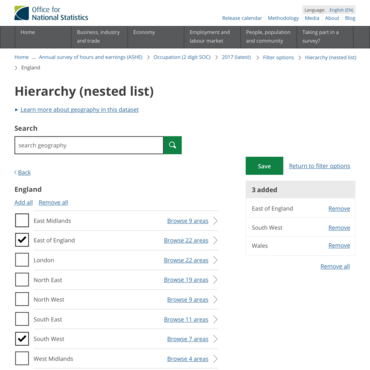 Office for
National Statistics
Language: English (EN)
Release calendar Methodology Media About Blog
Home Business, industry and trade Economy Employment and labour market People, population and community Taking part in a survey?
Home ... Annual survey of hours and earnings (ASHE) > Occupation (2 digit SOC) > 2017 (latest) > Filter options > Hierarchy (nested list)
> England
Hierarchy (nested list)
Learn more about geography in this dataset
Search
search geography
Save Return to filter options
Back
England
Add all Remove all
East Midlands Browse 9 areas
East of England Browse 22 areas
London Browse 22 areas
North East Browse 19 areas
North West Browse 9 areas
South East Browse 11 areas
South West Browse 7 areas
West Midlands Browse 4 areas
3 added
East of England Remove
South West Remove
Wales Remove
Remove all